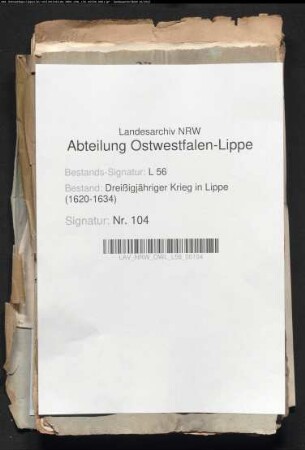 Landesarchiv NRW
Abteilung Ostwestfalen-Lippe
Bestands-Signatur: L 56
Bestand: Dreißigjähriger Krieg in Lippe
(1620-1634)
Signatur: Nr. 104